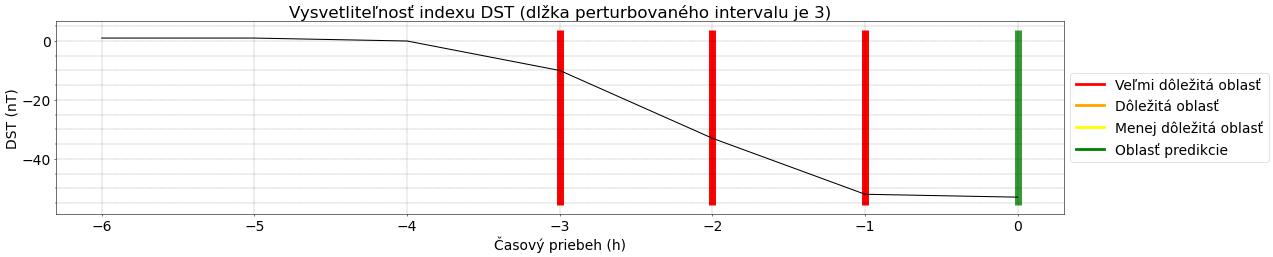 Vysvetliteľnosť indexu DST (dlžka perturbovaného intervalu je 3)
DST (nT)
0
−20
−40
−6 −5 −4 −3 −2 −1 0
Časový priebeh (h)
Veľmi dôležitá oblasť
Dôležitá oblasť
Menej dôležitá oblasť
Oblasť predikcie